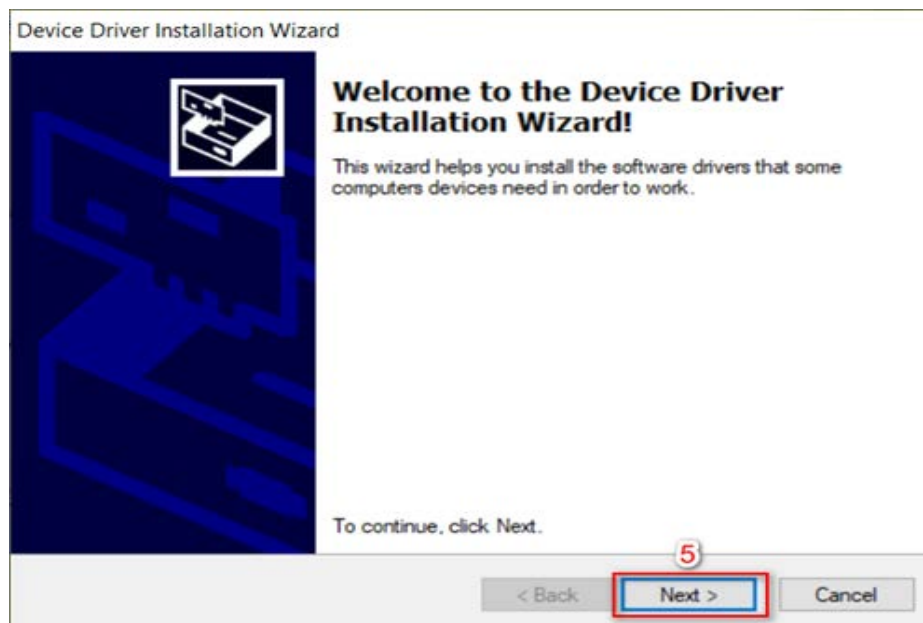 Device Driver Installation Wizard
Welcome to the Device Driver
Installation Wizard!
This wizard helps you install the software drivers that some
computers devices need in order to work.
To continue, click Next.
5
< Back
Next >
Cancel